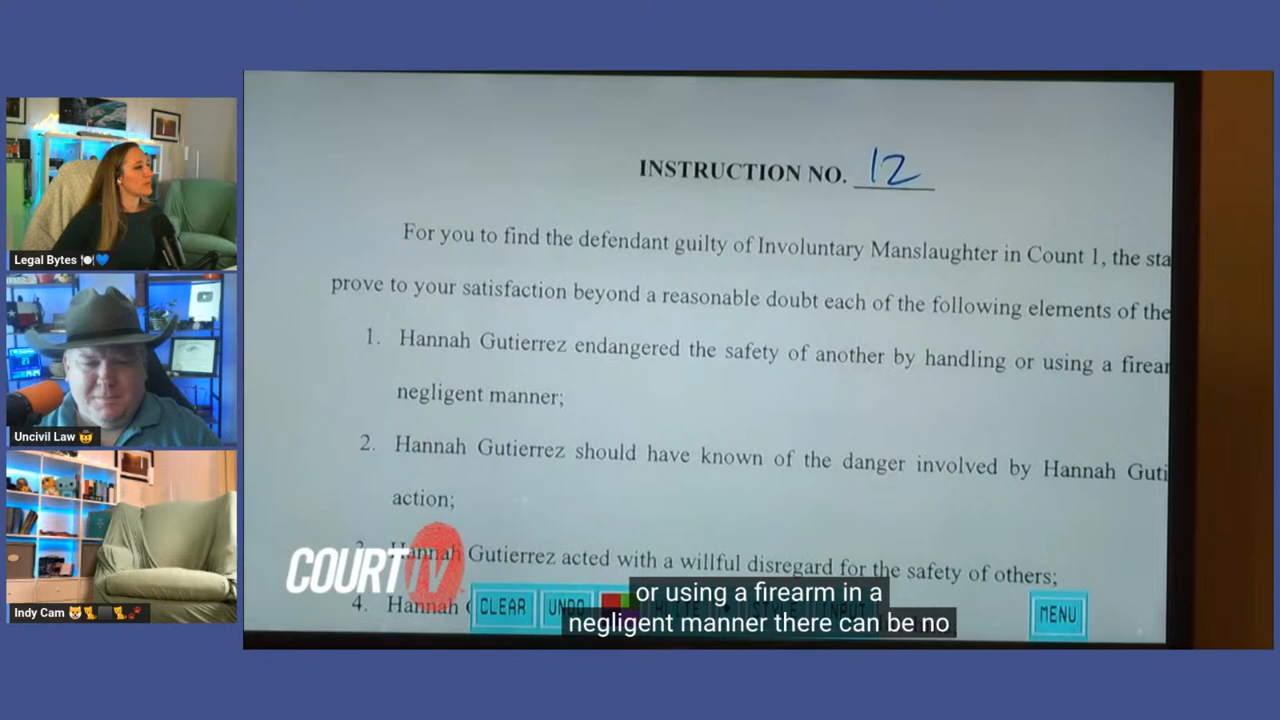 INSTRUCTION NO. 12
For you to find the defendant guilty of Involuntary Manslaughter in Count 1, the sta
prove to your satisfaction beyond a reasonable doubt each of the following elements of the
1. Hannah Gutierrez endangered the safety of another by handling or using a firear
negligent manner;
2. Hannah Gutierrez should have known of the danger involved by Hannah Guti
action;
Hannah Gutierrez acted with a willful disregard for the safety of others;
4. Hannah
COURT TV
CLEAR
UNDO
MENU
or using a firearm in a
negligent manner there can be no
Legal Bytes 🍽️💙
Uncivil Law 🤠
Indy Cam